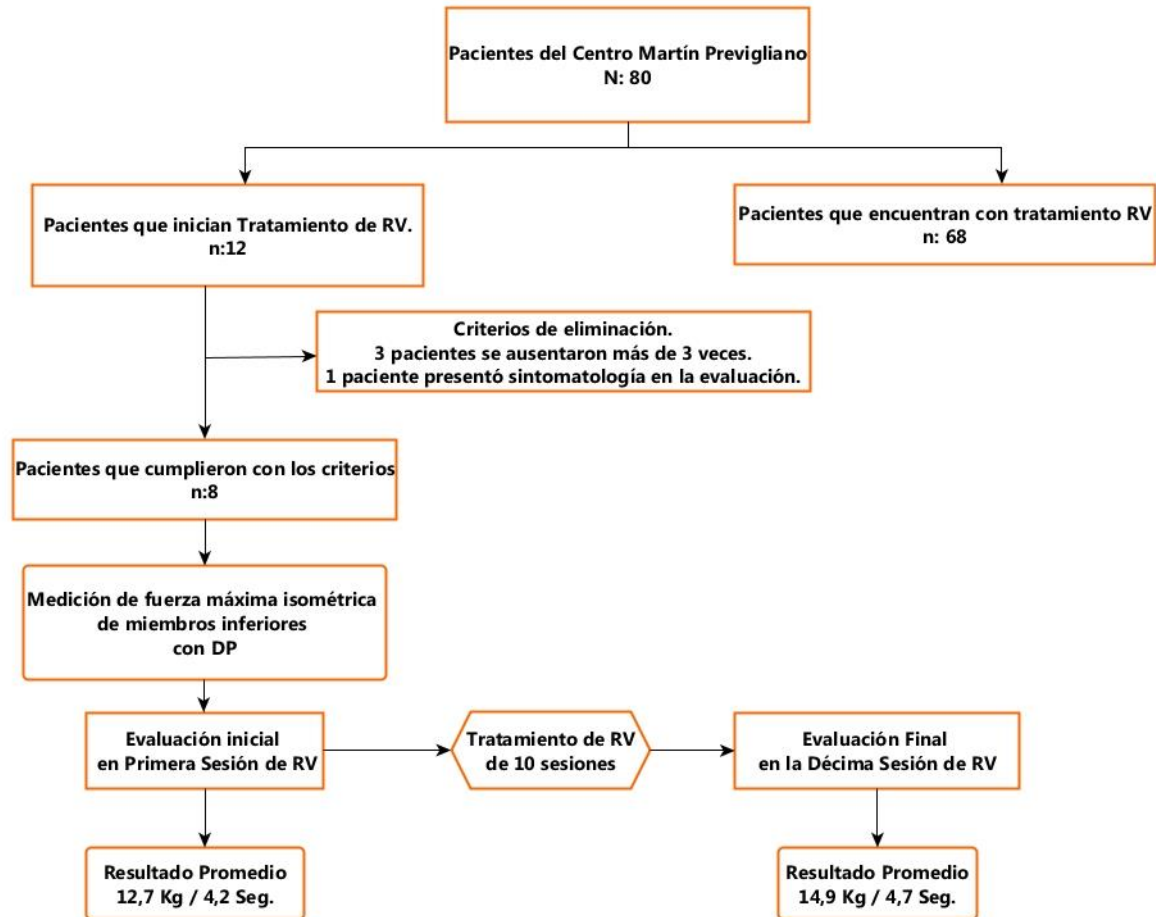 Pacientes del Centro Martín Previgliano
N: 80
Pacientes que inician Tratamiento de RV.
n:12
Pacientes que encuentran con tratamiento RV
n: 68
Criterios de eliminación.
3 pacientes se ausentaron más de 3 veces.
1 paciente presentó sintomatología en la evaluación.
Pacientes que cumplieron con los criterios
n:8
Medición de fuerza máxima isométrica
de miembros inferiores
con DP
Evaluación inicial
en Primera Sesión de RV
Tratamiento de RV
de 10 sesiones
Evaluación Final
en la Décima Sesión de RV
Resultado Promedio
12,7 Kg / 4,2 Seg.
Resultado Promedio
14,9 Kg / 4,7 Seg.